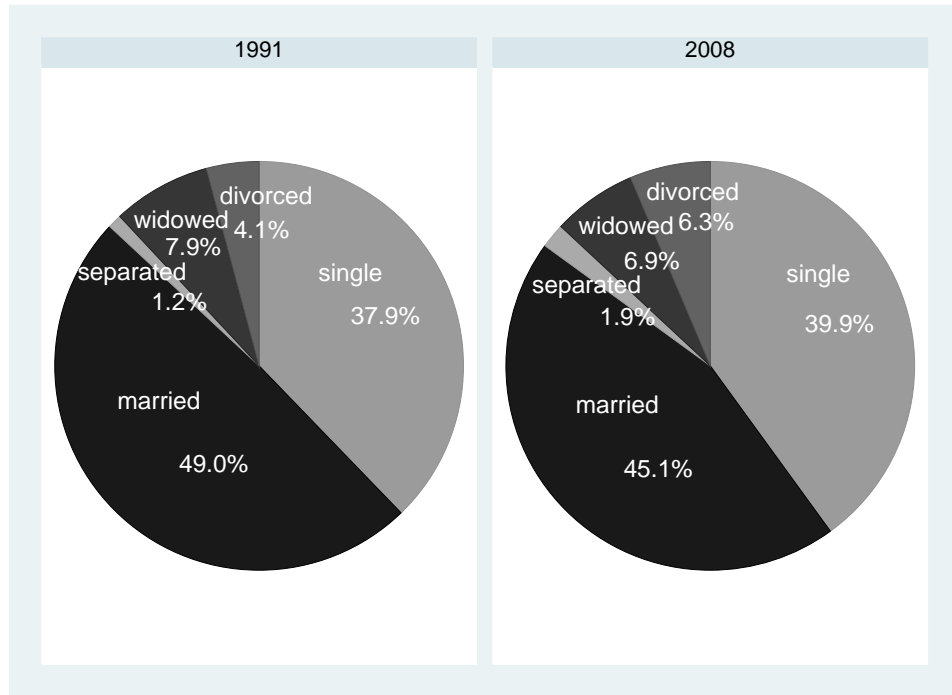 1991
divorced
4.1%
widowed
7.9%
separated
1.2%
single
37.9%
married
49.0%
2008
divorced
6.3%
widowed
6.9%
separated
1.9%
single
39.9%
married
45.1%